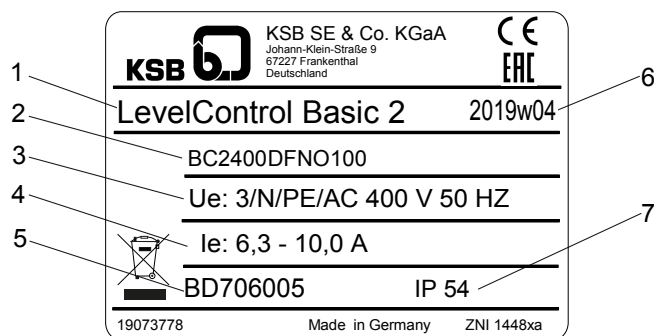 KSB
KSB SE & Co. KGaA
Johann-Klein-Straße 9
67227 Frankenthal
Deutschland
CE
EAC
1
LevelControl Basic 2
2019w04
6
2
BC2400DFNO100
3
Ue: 3/N/PE/AC 400 V 50 HZ
4
Ie: 6,3 - 10,0 A
7
5
BD706005
IP 54
19073778
Made in Germany
ZNI 1448xa